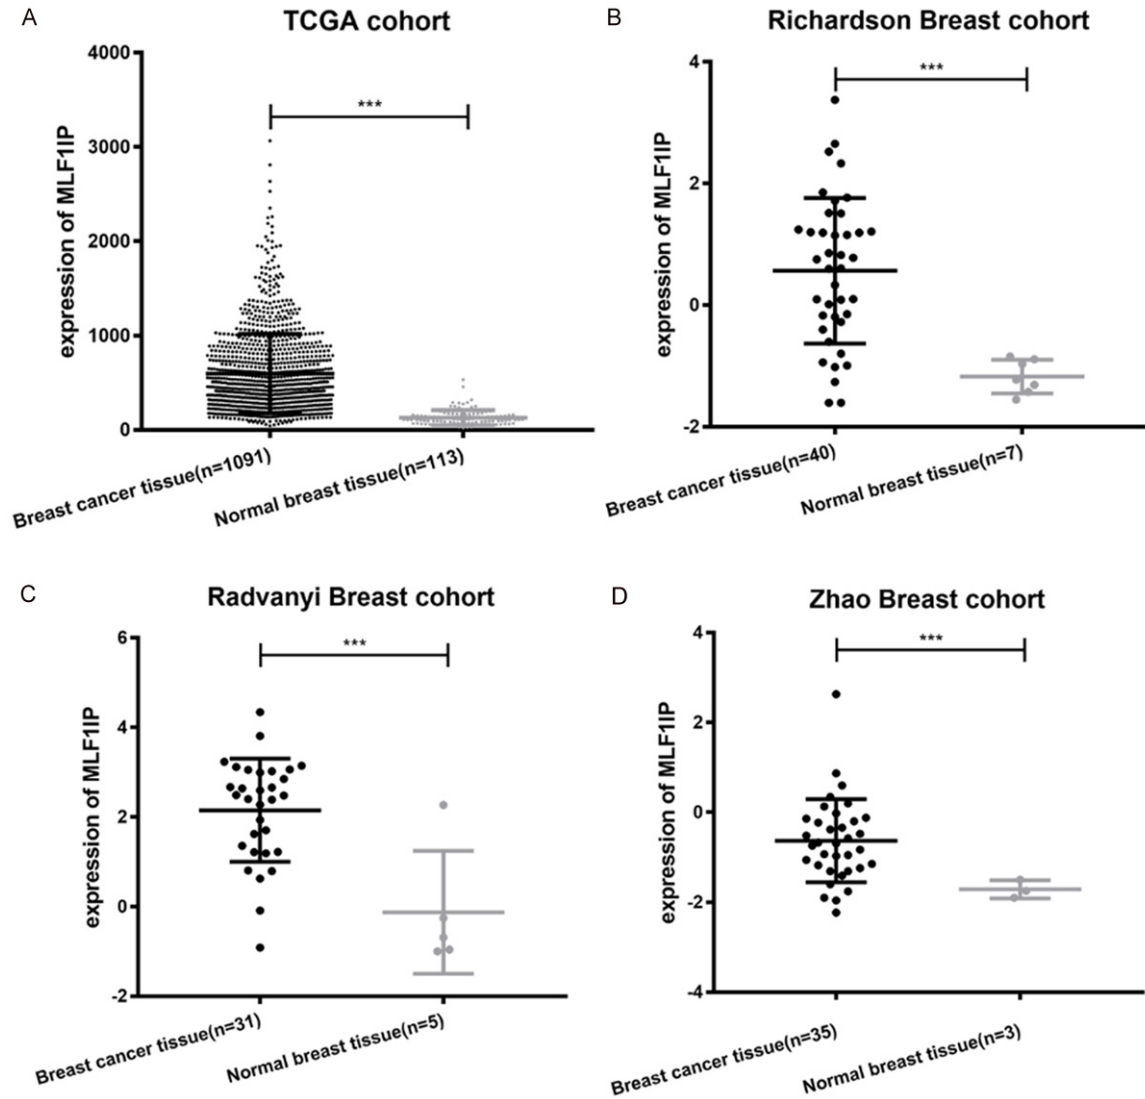 A
TCGA cohort
4000
3000
2000
1000
0
expression of MLF1IP
***
Breast cancer tissue(n=1091)
Normal breast tissue(n=113)
B
Richardson Breast cohort
4
2
0
-2
expression of MLF1IP
***
Breast cancer tissue(n=40)
Normal breast tissue(n=7)
C
Radvanyi Breast cohort
6
4
2
0
-2
expression of MLF1IP
***
Breast cancer tissue(n=31)
Normal breast tissue(n=5)
D
Zhao Breast cohort
4
2
0
-2
-4
expression of MLF1IP
***
Breast cancer tissue(n=35)
Normal breast tissue(n=3)